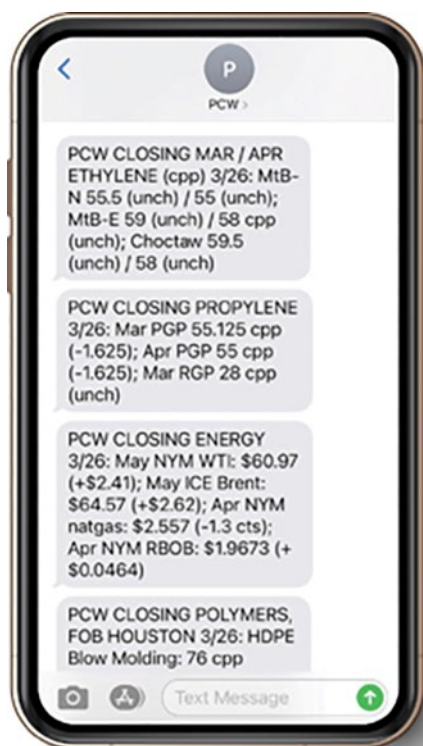 P
PCW >
PCW CLOSING MAR / APR
ETHYLENE (cpp) 3/26: MtB-
N 55.5 (unch) / 55 (unch);
MtB-E 59 (unch) / 58 cpp
(unch); Choctaw 59.5
(unch) / 58 (unch)
PCW CLOSING PROPYLENE
3/26: Mar PGP 55.125 cpp
(-1.625); Apr PGP 55 cpp
(-1.625); Mar RGP 28 cpp
(unch)
PCW CLOSING ENERGY
3/26: May NYM WTI: $60.97
(+$2.41); May ICE Brent:
$64.57 (+$2.62); Apr NYM
natgas: $2.557 (-1.3 cts);
Apr NYM RBOB: $1.9673 (+
$0.0464)
PCW CLOSING POLYMERS,
FOB HOUSTON 3/26: HDPE
Blow Molding: 76 cpp
Text Message